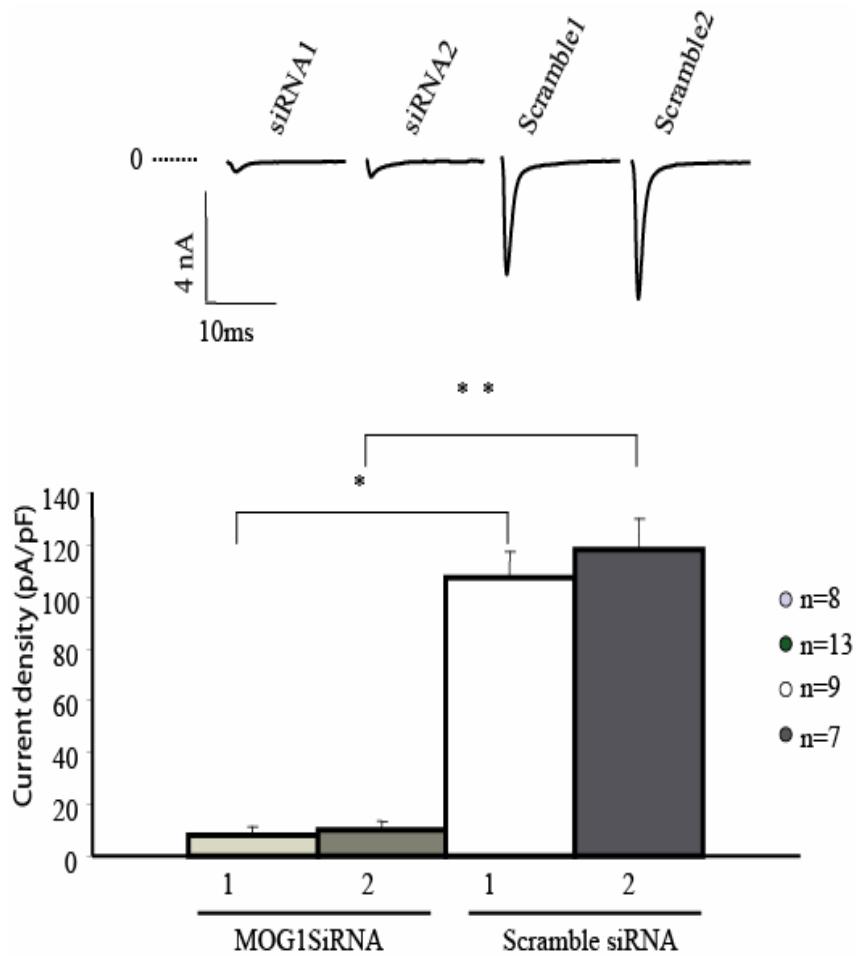 siRNA1 siRNA2 Scramble1 Scramble2
0
4 nA
10ms
* *
*
Current density (pA/pF)
140
120
100
80
60
40
20
0
n=8
n=13
n=9
n=7
1 2 1 2
MOG1SiRNA Scramble siRNA